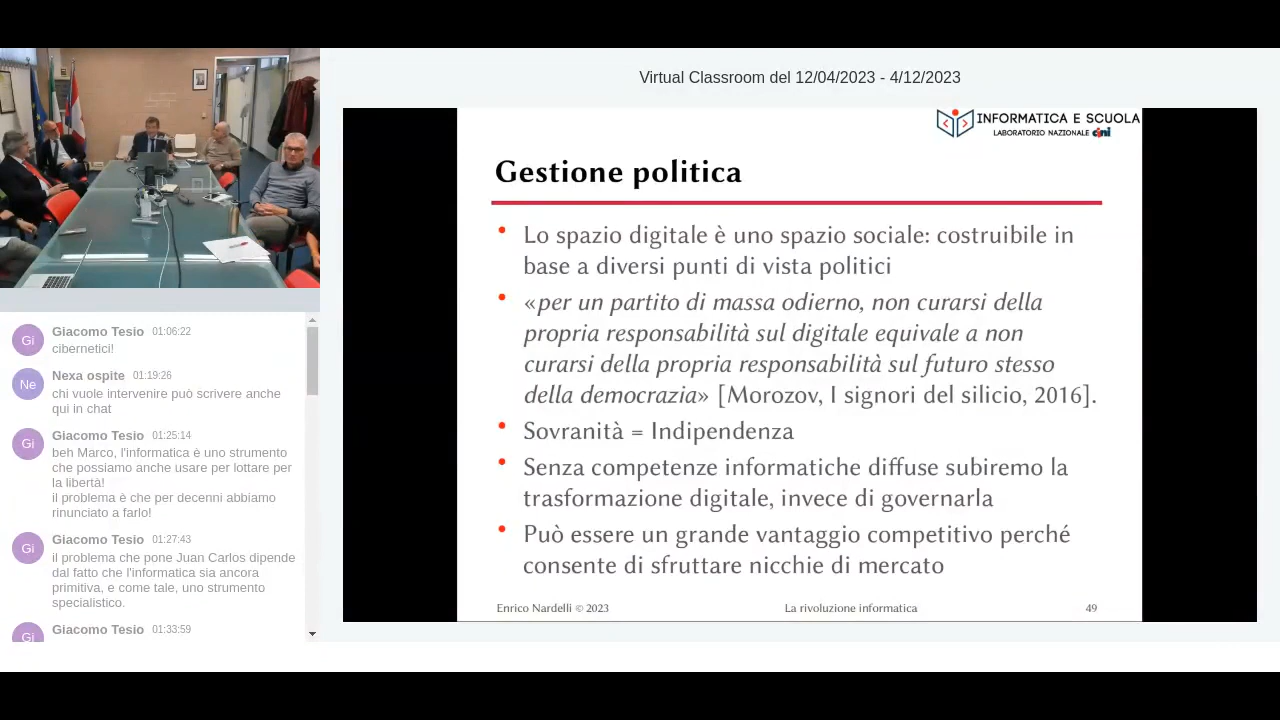 Virtual Classroom del 12/04/2023 - 4/12/2023
INFORMATICA E SCUOLA
LABORATORIO NAZIONALE cini
Gestione politica
• Lo spazio digitale è uno spazio sociale: costruibile in
base a diversi punti di vista politici
• «per un partito di massa odierno, non curarsi della
propria responsabilità sul digitale equivale a non
curarsi della propria responsabilità sul futuro stesso
della democrazia» [Morozov, I signori del silicio, 2016].
• Sovranità = Indipendenza
• Senza competenze informatiche diffuse subiremo la
trasformazione digitale, invece di governarla
• Può essere un grande vantaggio competitivo perché
consente di sfruttare nicchie di mercato
Enrico Nardelli © 2023 La rivoluzione informatica 49
Gi Giacomo Tesio 01:06:22
cibernetici!
Ne Nexa ospite 01:19:26
chi vuole intervenire può scrivere anche
qui in chat
Gi Giacomo Tesio 01:25:14
beh Marco, l'informatica è uno strumento
che possiamo anche usare per lottare per
la libertá!
il problema è che per decenni abbiamo
rinunciato a farlo!
Gi Giacomo Tesio 01:27:43
il problema che pone Juan Carlos dipende
dal fatto che l'informatica sia ancora
primitiva, e come tale, uno strumento
specialistico.
Gi Giacomo Tesio 01:33:59